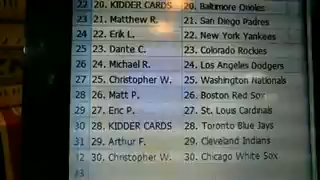 22 20. KIDDER CARDS 20. Baltimore Orioles
23 21. Matthew R. 21. San Diego Padres
24 22. Erik L. 22. New York Yankees
25 23. Dante C. 23. Colorado Rockies
26 24. Michael R. 24. Los Angeles Dodgers
27 25. Christopher W. 25. Washington Nationals
28 26. Matt P. 26. Boston Red Sox
29 27. Eric P. 27. St. Louis Cardinals
30 28. KIDDER CARDS 28. Toronto Blue Jays
31 29. Arthur F. 29. Cleveland Indians
32 30. Christopher W. 30. Chicago White Sox
33